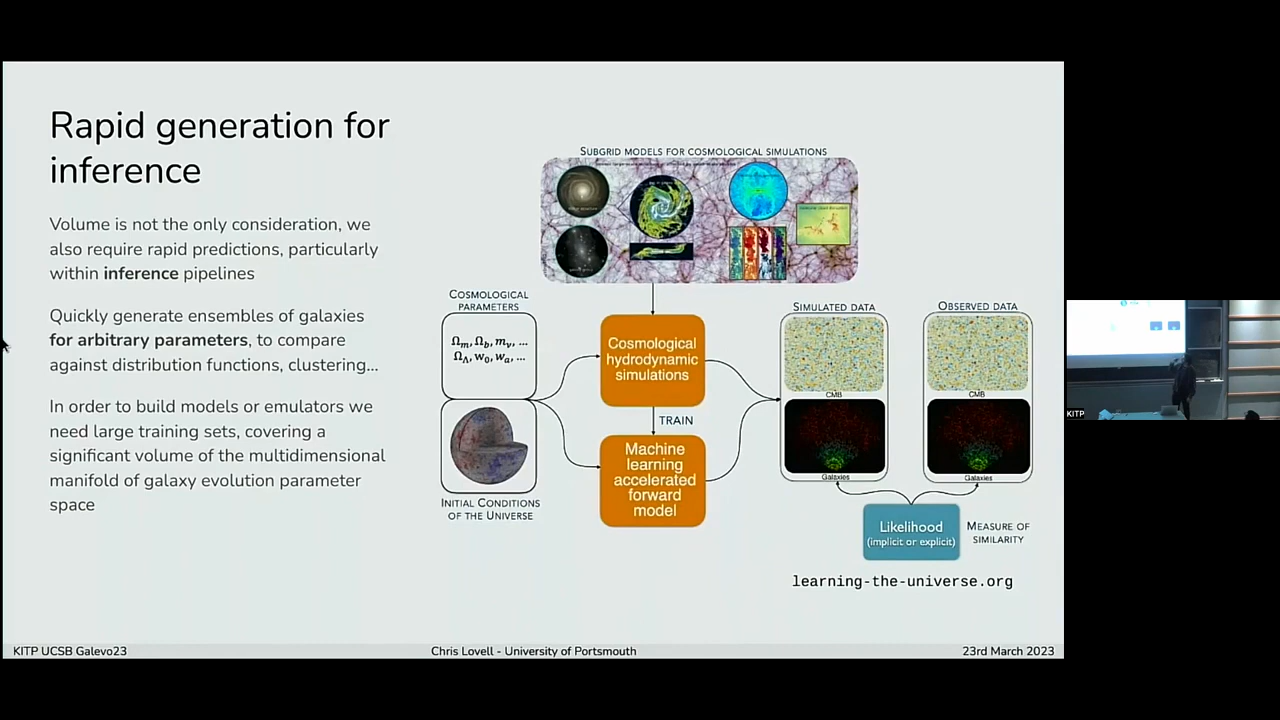 Rapid generation for
inference
Volume is not the only consideration, we
also require rapid predictions, particularly
within inference pipelines
Quickly generate ensembles of galaxies
for arbitrary parameters, to compare
against distribution functions, clustering...
In order to build models or emulators we
need large training sets, covering a
significant volume of the multidimensional
manifold of galaxy evolution parameter
space
SUBGRID MODELS FOR COSMOLOGICAL SIMULATIONS
COSMOLOGICAL
PARAMETERS
Ωm, Ωb, mν, ...
ΩΛ, w0, wa, ...
INITIAL CONDITIONS
OF THE UNIVERSE
Cosmological
hydrodynamic
simulations
TRAIN
Machine
learning
accelerated
forward
model
SIMULATED DATA
CMB
Galaxies
OBSERVED DATA
CMB
Galaxies
Likelihood
(implicit or explicit)
MEASURE OF
SIMILARITY
learning-the-universe.org
KITP UCSB Galevo23
Chris Lovell - University of Portsmouth
23rd March 2023
KITP